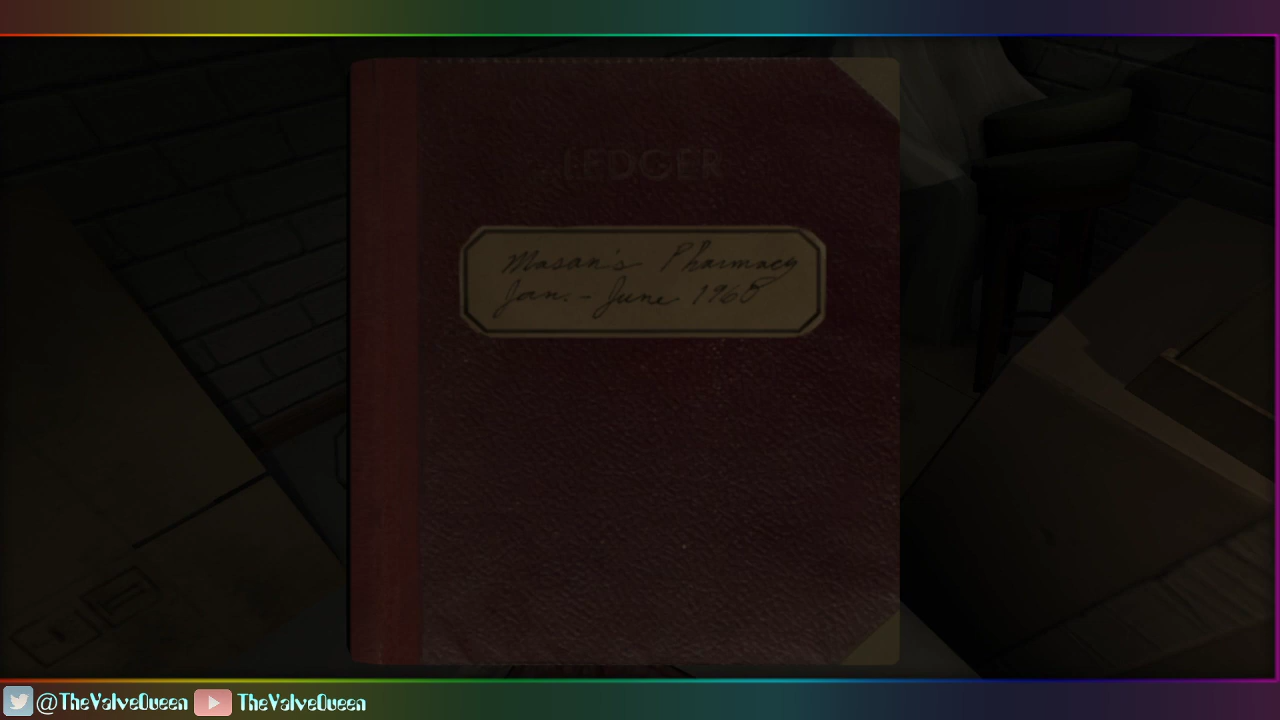 LEDGER
Mason's Pharmacy
Jan. - June 1960
@TheValveQueen TheValveQueen